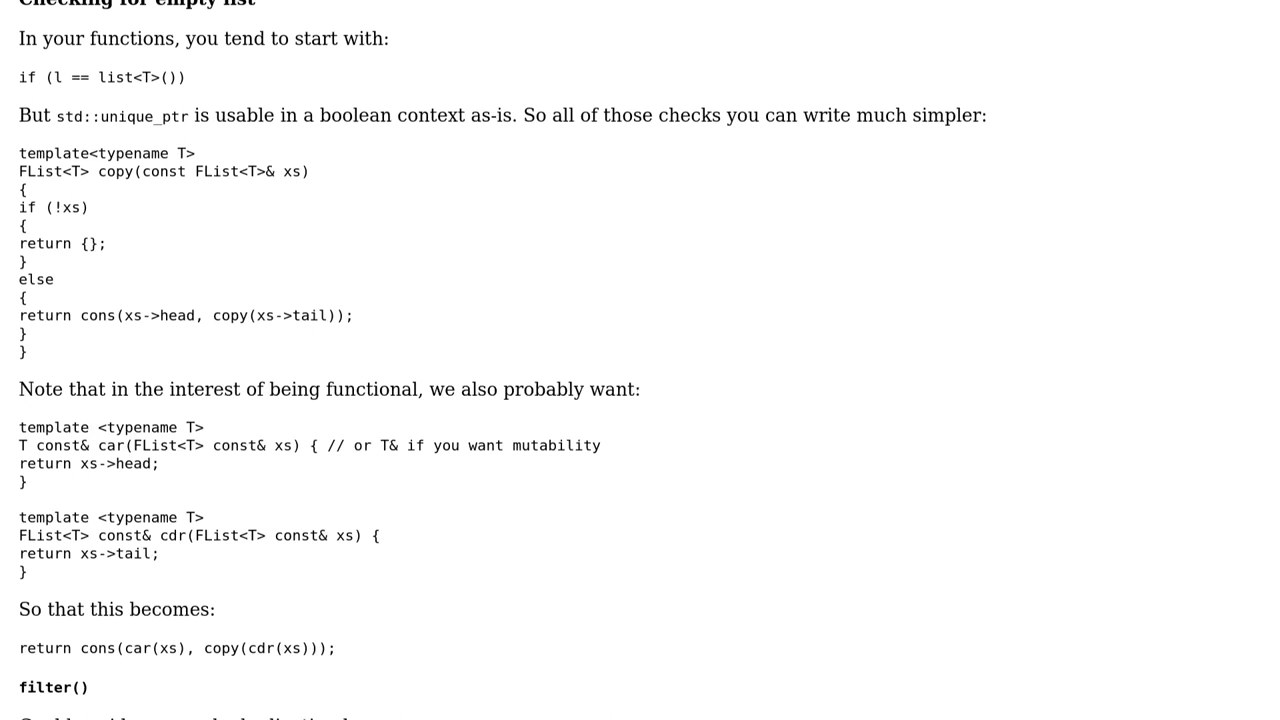 Checking for empty list
In your functions, you tend to start with:
if (l == list<T>())
But std::unique_ptr is usable in a boolean context as-is. So all of those checks you can write much simpler:
template<typename T>
FList<T> copy(const FList<T>& xs)
{
if (!xs)
{
return {};
}
else
{
return cons(xs->head, copy(xs->tail));
}
}
Note that in the interest of being functional, we also probably want:
template <typename T>
T const& car(FList<T> const& xs) { // or T& if you want mutability
return xs->head;
}
template <typename T>
FList<T> const& cdr(FList<T> const& xs) {
return xs->tail;
}
So that this becomes:
return cons(car(xs), copy(cdr(xs)));
filter()